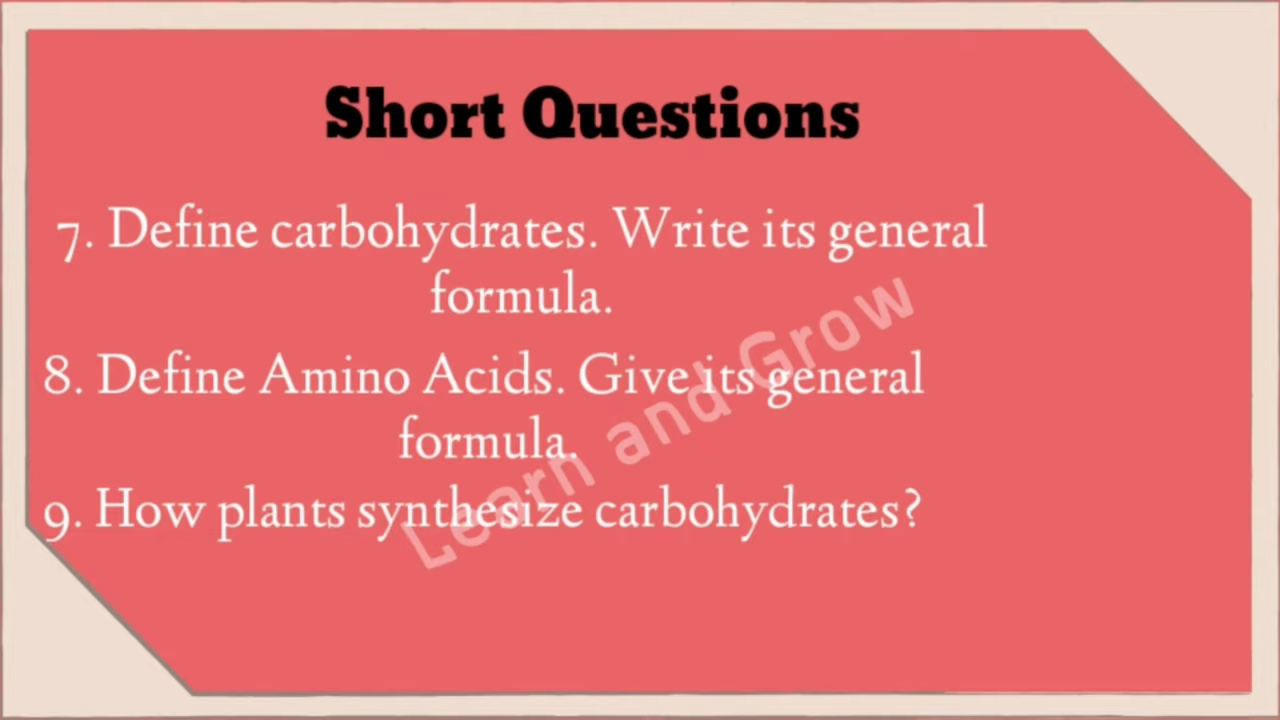 Short Questions
7. Define carbohydrates. Write its general
formula.
8. Define Amino Acids. Give its general
formula.
9. How plants synthesize carbohydrates?
Learn and Grow